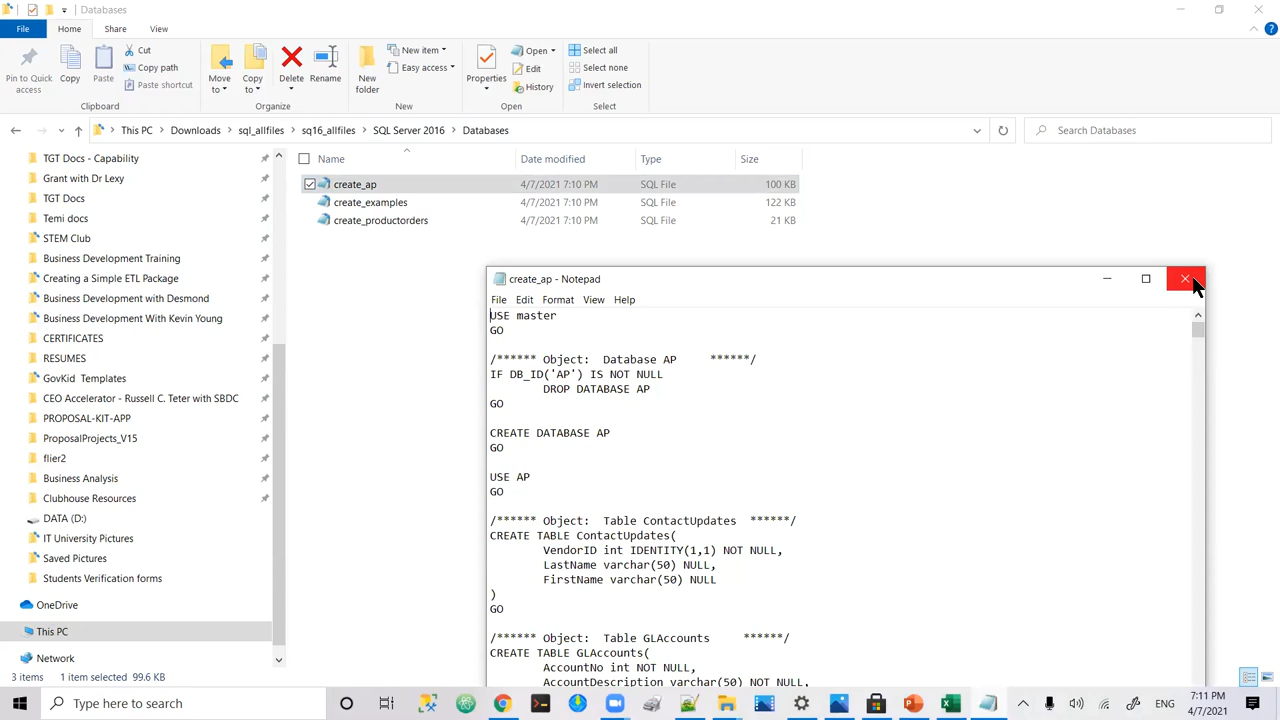 Databases
File
Home
Share
View
Pin to Quick access
Copy
Paste
Cut
Copy path
Paste shortcut
Clipboard
Move to
Copy to
Delete
Rename
Organize
New folder
New item
Easy access
New
Properties
Open
Edit
History
Open
Select all
Select none
Invert selection
Select
This PC > Downloads > sql_allfiles > sq16_allfiles > SQL Server 2016 > Databases
Search Databases
TGT Docs - Capability
Grant with Dr Lexy
TGT Docs
Temi docs
STEM Club
Business Development Training
Creating a Simple ETL Package
Business Development with Desmond
Business Development With Kevin Young
CERTIFICATES
RESUMES
GovKid Templates
CEO Accelerator - Russell C. Teter with SBDC
PROPOSAL-KIT-APP
ProposalProjects_V15
flier2
Business Analysis
Clubhouse Resources
DATA (D:)
IT University Pictures
Saved Pictures
Students Verification forms
OneDrive
This PC
Network
3 items 1 item selected 99.6 KB
Name Date modified Type Size
create_ap 4/7/2021 7:10 PM SQL File 100 KB
create_examples 4/7/2021 7:10 PM SQL File 122 KB
create_productorders 4/7/2021 7:10 PM SQL File 21 KB
create_ap - Notepad
File Edit Format View Help
USE master
GO
/****** Object:  Database AP     ******/
IF DB_ID('AP') IS NOT NULL
DROP DATABASE AP
GO
CREATE DATABASE AP
GO
USE AP
GO
/****** Object:  Table ContactUpdates  ******/
CREATE TABLE ContactUpdates(
VendorID int IDENTITY(1,1) NOT NULL,
LastName varchar(50) NULL,
FirstName varchar(50) NULL
)
GO
/****** Object:  Table GLAccounts     ******/
CREATE TABLE GLAccounts(
AccountNo int NOT NULL,
AccountDescription varchar(50) NULL,
Type here to search
ENG
7:11 PM
4/7/2021